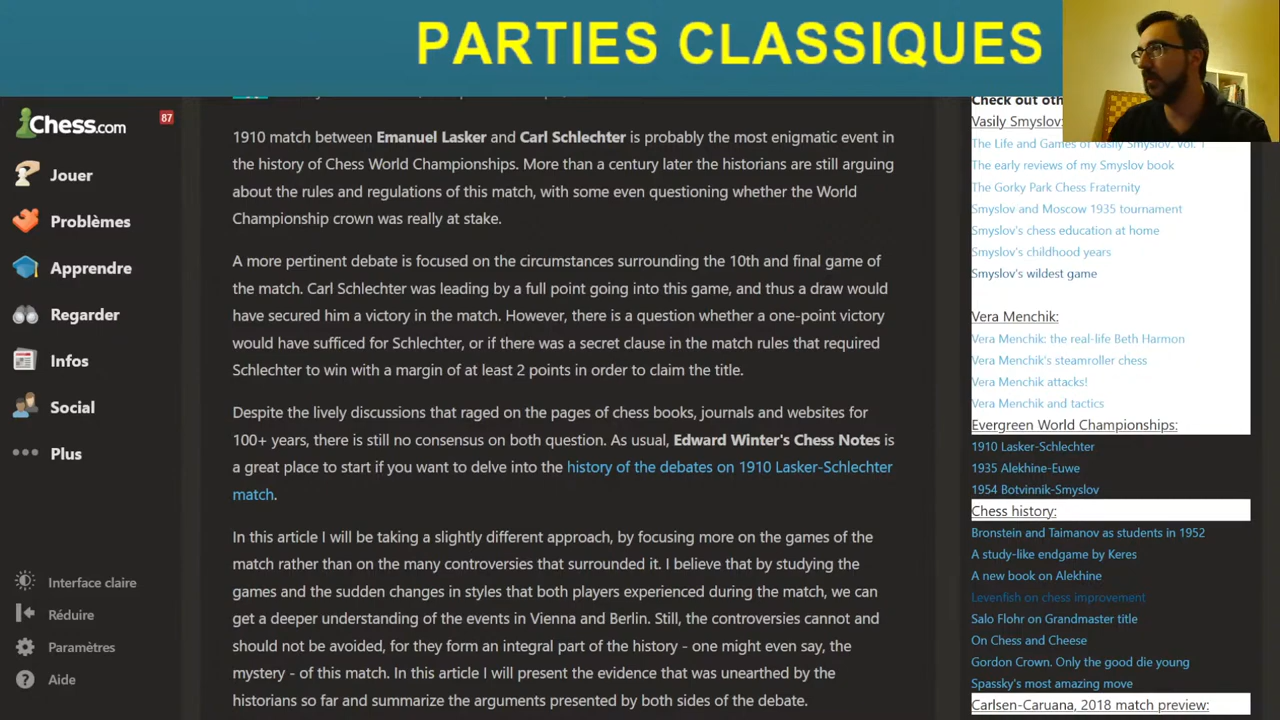 PARTIES CLASSIQUES
Chess.com
87
Jouer
Problèmes
Apprendre
Regarder
Infos
Social
Plus
Interface claire
Réduire
Paramètres
Aide
1910 match between Emanuel Lasker and Carl Schlechter is probably the most enigmatic event in
the history of Chess World Championships. More than a century later the historians are still arguing
about the rules and regulations of this match, with some even questioning whether the World
Championship crown was really at stake.
A more pertinent debate is focused on the circumstances surrounding the 10th and final game of
the match. Carl Schlechter was leading by a full point going into this game, and thus a draw would
have secured him a victory in the match. However, there is a question whether a one-point victory
would have sufficed for Schlechter, or if there was a secret clause in the match rules that required
Schlechter to win with a margin of at least 2 points in order to claim the title.
Despite the lively discussions that raged on the pages of chess books, journals and websites for
100+ years, there is still no consensus on both question. As usual, Edward Winter's Chess Notes is
a great place to start if you want to delve into the history of the debates on 1910 Lasker-Schlechter
match.
In this article I will be taking a slightly different approach, by focusing more on the games of the
match rather than on the many controversies that surrounded it. I believe that by studying the
games and the sudden changes in styles that both players experienced during the match, we can
get a deeper understanding of the events in Vienna and Berlin. Still, the controversies cannot and
should not be avoided, for they form an integral part of the history - one might even say, the
mystery - of this match. In this article I will present the evidence that was unearthed by the
historians so far and summarize the arguments presented by both sides of the debate.
Check out oth
Vasily Smyslov:
The Life and Games of Vasily Smyslov. Vol. 1
The early reviews of my Smyslov book
The Gorky Park Chess Fraternity
Smyslov and Moscow 1935 tournament
Smyslov's chess education at home
Smyslov's childhood years
Smyslov's wildest game
Vera Menchik:
Vera Menchik: the real-life Beth Harmon
Vera Menchik's steamroller chess
Vera Menchik attacks!
Vera Menchik and tactics
Evergreen World Championships:
1910 Lasker-Schlechter
1935 Alekhine-Euwe
1954 Botvinnik-Smyslov
Chess history:
Bronstein and Taimanov as students in 1952
A study-like endgame by Keres
A new book on Alekhine
Levenfish on chess improvement
Salo Flohr on Grandmaster title
On Chess and Cheese
Gordon Crown. Only the good die young
Spassky's most amazing move
Carlsen-Caruana, 2018 match preview: